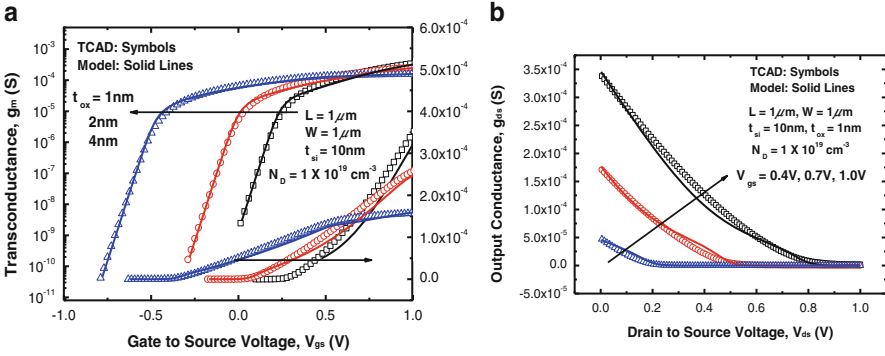 a
TCAD: Symbols
Model: Solid Lines
t_ox = 1nm
2nm
4nm
L = 1μm
W = 1μm
t_si = 10nm
N_D = 1 X 10^19 cm^-3
Transconductance, g_m (S)
10^-3
10^-4
10^-5
10^-6
10^-7
10^-8
10^-9
10^-10
10^-11
6.0x10^-4
5.0x10^-4
4.0x10^-4
3.0x10^-4
2.0x10^-4
1.0x10^-4
0.0
-1.0 -0.5 0.0 0.5 1.0
Gate to Source Voltage, V_gs (V)
b
TCAD: Symbols
Model: Solid Lines
L = 1μm, W = 1μm
t_si = 10nm, t_ox = 1nm
N_D = 1 X 10^19 cm^-3
V_gs = 0.4V, 0.7V, 1.0V
Output Conductance, g_ds (S)
3.5x10^-4
3.0x10^-4
2.5x10^-4
2.0x10^-4
1.5x10^-4
1.0x10^-4
5.0x10^-5
0.0
-5.0x10^-5
0.0 0.2 0.4 0.6 0.8 1.0
Drain to Source Voltage, V_ds (V)